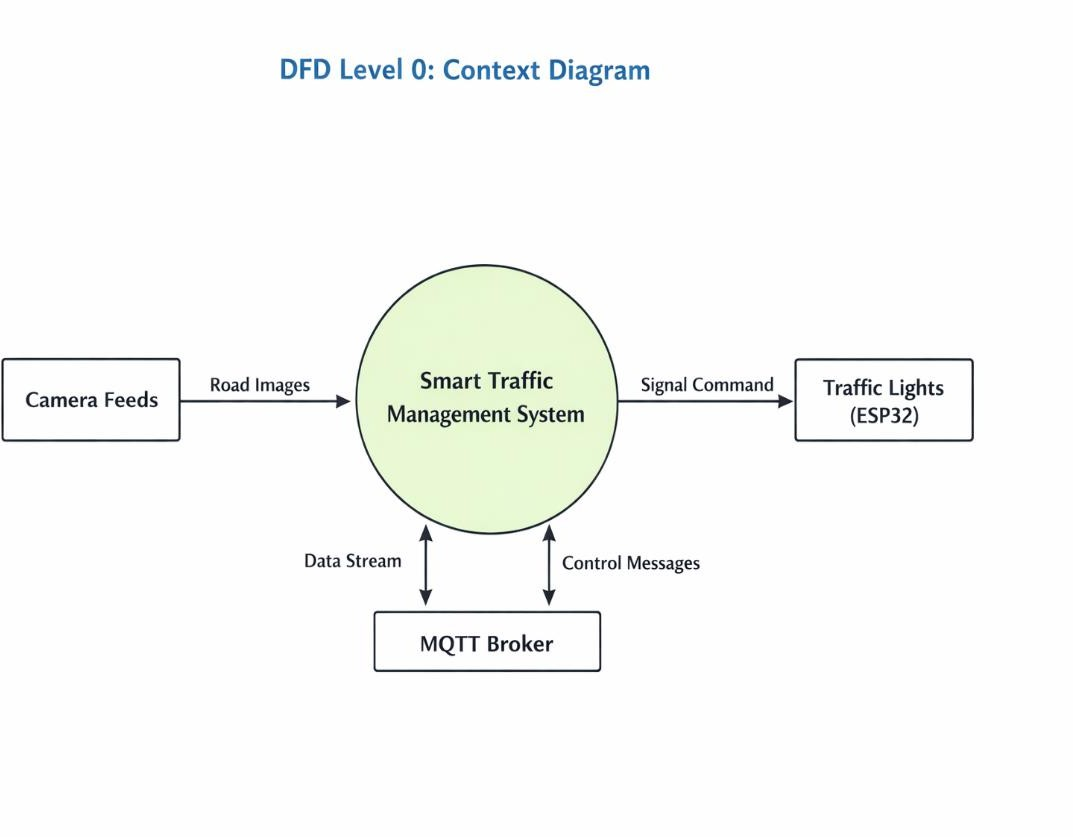 DFD Level 0: Context Diagram
Camera Feeds
Road Images
Smart Traffic
Management System
Signal Command
Traffic Lights
(ESP32)
Data Stream
Control Messages
MQTT Broker